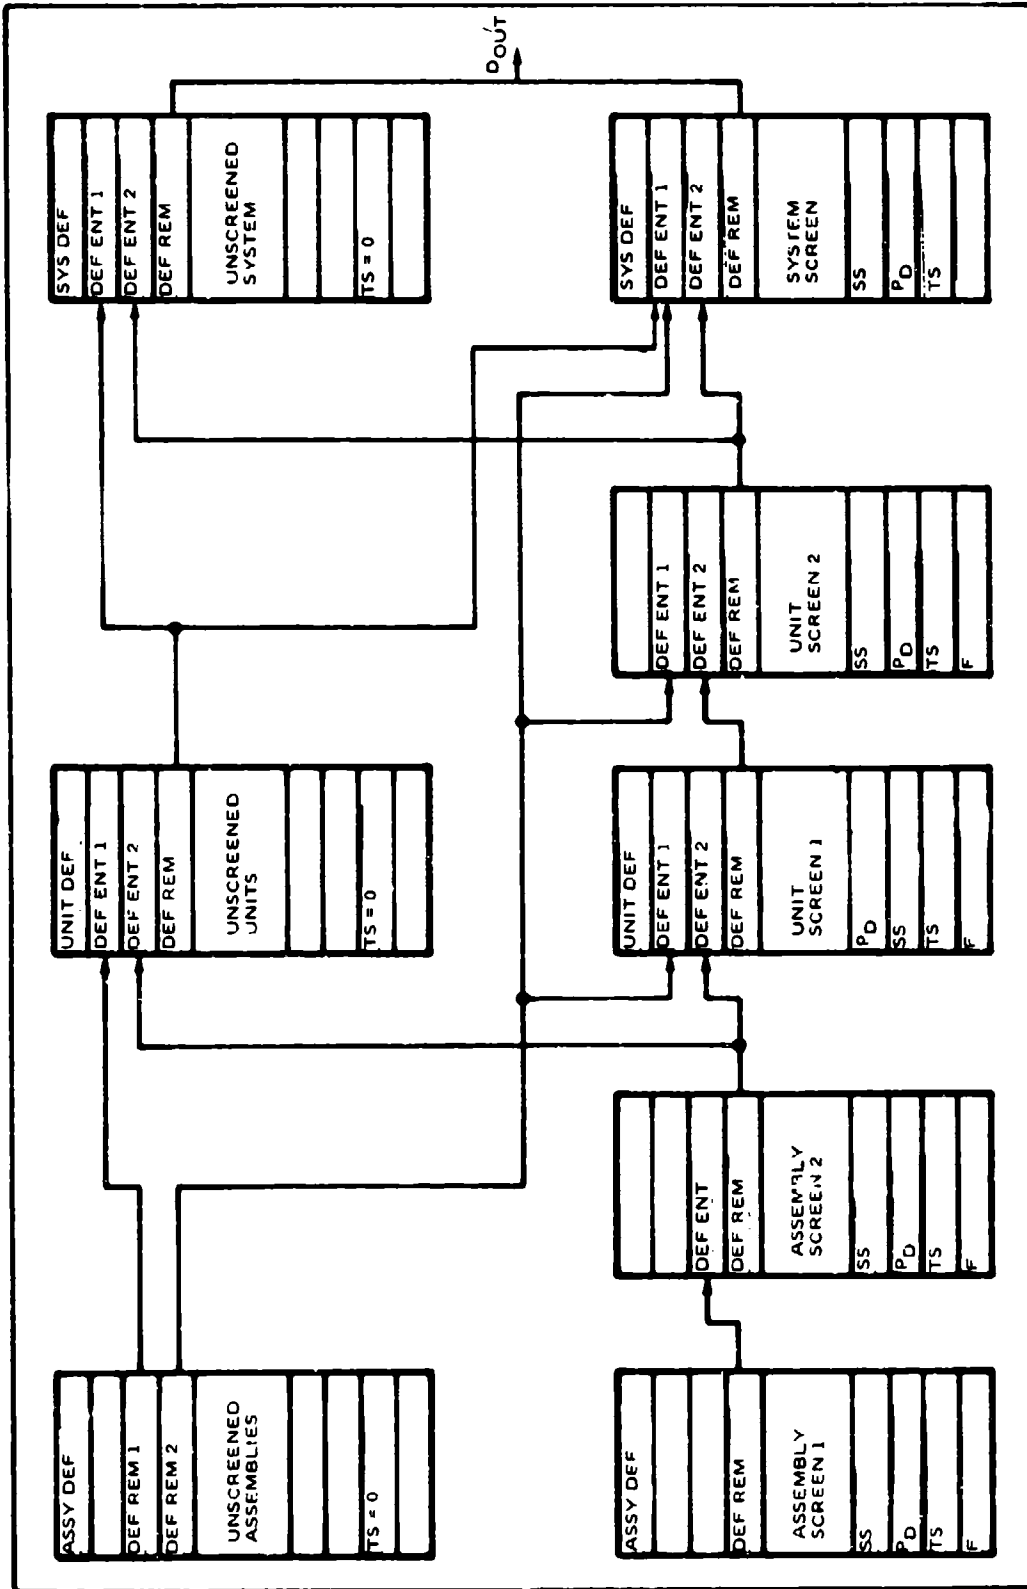 ASSY DEF
DEF REM 1
DEF REM 2
UNSCREENED
ASSEMBLIES
TS = 0
UNIT DEF
DEF ENT 1
DEF ENT 2
DEF REM
UNSCREENED
UNITS
TS = 0
SYS DEF
DEF ENT 1
DEF ENT 2
DEF REM
UNSCREENED
SYSTEM
TS = 0
DOUT
ASSY DEF
DEF REM
ASSEMBLY
SCREEN 1
SS
PD
TS
F
DEF ENT
DEF REM
ASSEMBLY
SCREEN 2
SS
PD
TS
F
UNIT DEF
DEF ENT 1
DEF ENT 2
DEF REM
UNIT
SCREEN 1
PD
SS
TS
F
DEF ENT 1
DEF ENT 2
DEF REM
UNIT
SCREEN 2
SS
PD
TS
F
SYS DEF
DEF ENT 1
DEF ENT 2
DEF REM
SYSTEM
SCREEN
SS
PD
TS